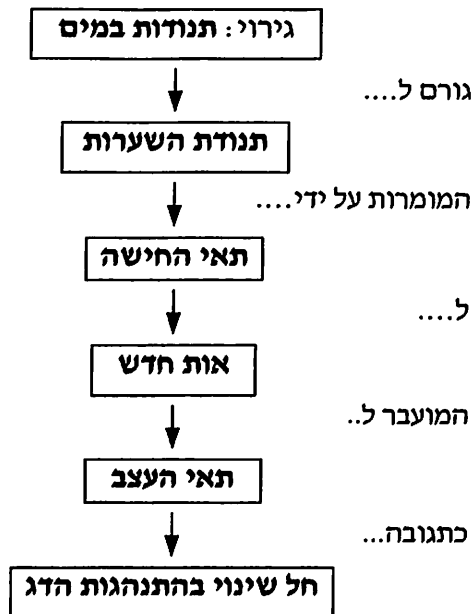 גירוי: תנודות במים
גורם ל....
תנודת השערות
המומרות על ידי....
תאי החישה
ל....
אות חדש
המועבר ל..
תאי העצב
כתגובה...
חל שינוי בהתנהגות הדג